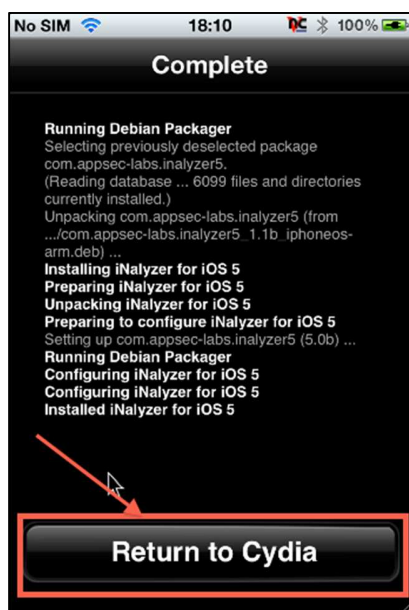 No SIM 18:10 100%
Complete
Running Debian Packager
Selecting previously deselected package
com.appsec-labs.inalyzer5.
(Reading database ... 6099 files and directories
currently installed.)
Unpacking com.appsec-labs.inalyzer5 (from
.../com.appsec-labs.inalyzer5_1.1b_iphoneos-
arm.deb) ...
Installing iNalyzer for iOS 5
Preparing iNalyzer for iOS 5
Unpacking iNalyzer for iOS 5
Preparing to configure iNalyzer for iOS 5
Setting up com.appsec-labs.inalyzer5 (5.0b) ...
Running Debian Packager
Configuring iNalyzer for iOS 5
Configuring iNalyzer for iOS 5
Installed iNalyzer for iOS 5
Return to Cydia